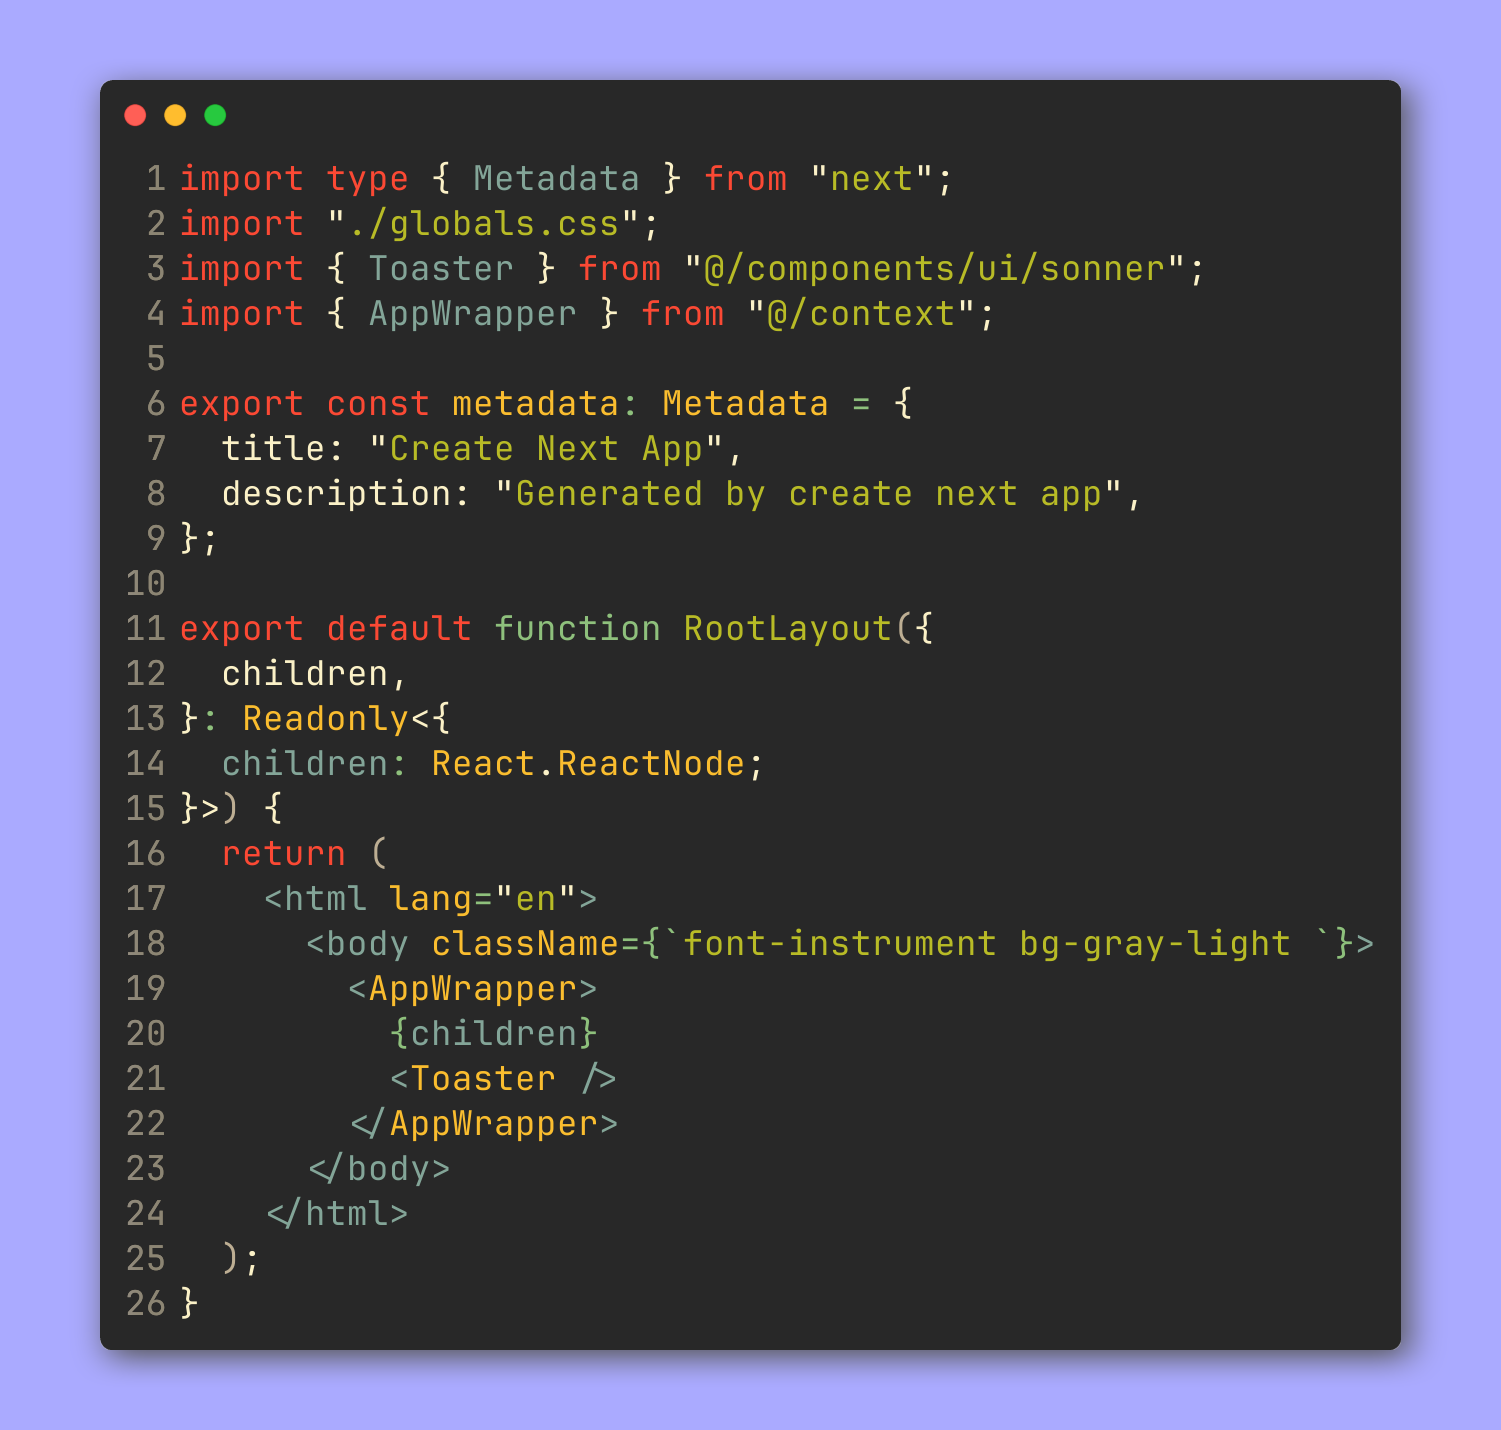 1 import type { Metadata } from "next";
2 import "./globals.css";
3 import { Toaster } from "@/components/ui/sonner";
4 import { AppWrapper } from "@/context";
5
6 export const metadata: Metadata = {
7   title: "Create Next App",
8   description: "Generated by create next app",
9 };
10
11 export default function RootLayout({
12   children,
13 }: Readonly<{
14   children: React.ReactNode;
15 }>) {
16   return (
17     <html lang="en">
18       <body className={`font-instrument bg-gray-light `}>
19         <AppWrapper>
20           {children}
21           <Toaster />
22         </AppWrapper>
23       </body>
24     </html>
25   );
26 }